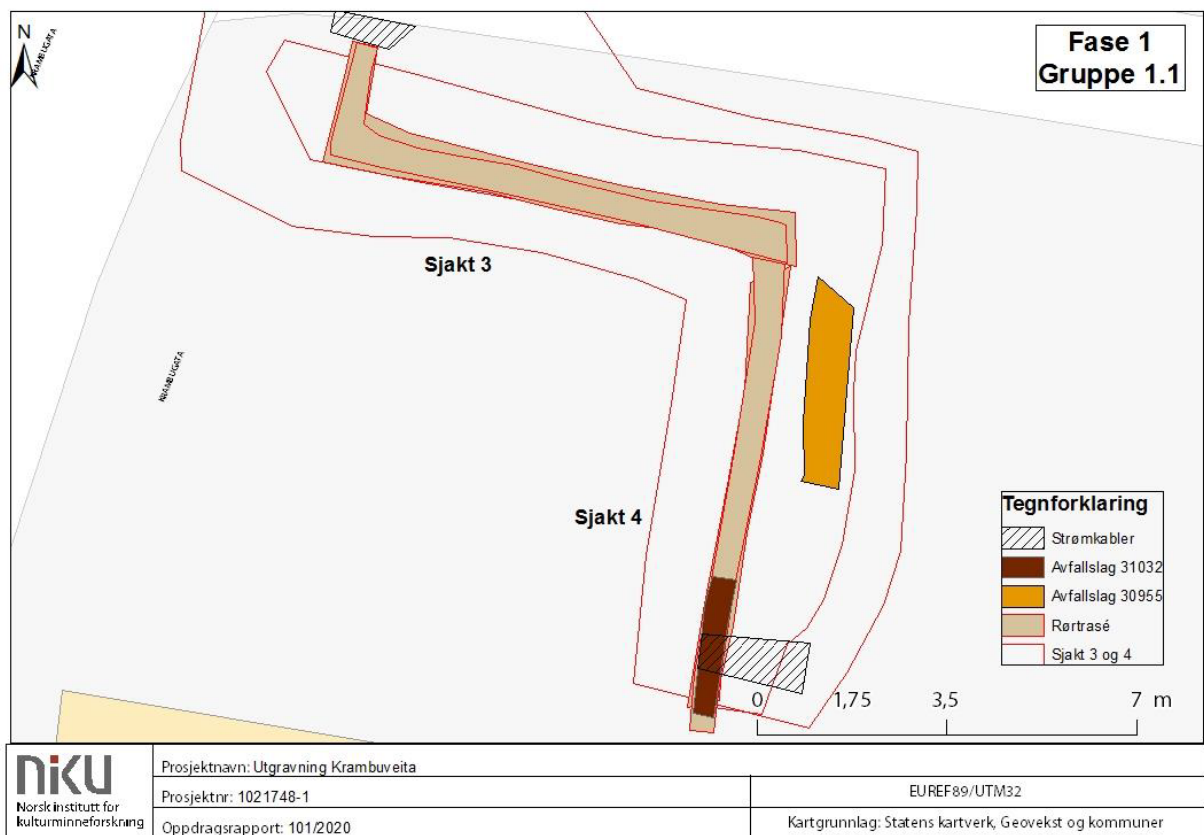 N
KRAMBUGATA
Fase 1
Gruppe 1.1
Sjakt 3
KRAMBUGATA
Sjakt 4
Tegnforklaring
Strømkabler
Avfallslag 31032
Avfallslag 30955
Rørtrasé
Sjakt 3 og 4
0 1,75 3,5 7 m
niku
Norsk institutt for
kulturminneforskning
Prosjektnavn: Utgravning Krambuveita
Prosjektnr: 1021748-1
Oppdragsrapport: 101/2020
EUREF89/UTM32
Kartgrunnlag: Statens kartverk, Geovekst og kommuner